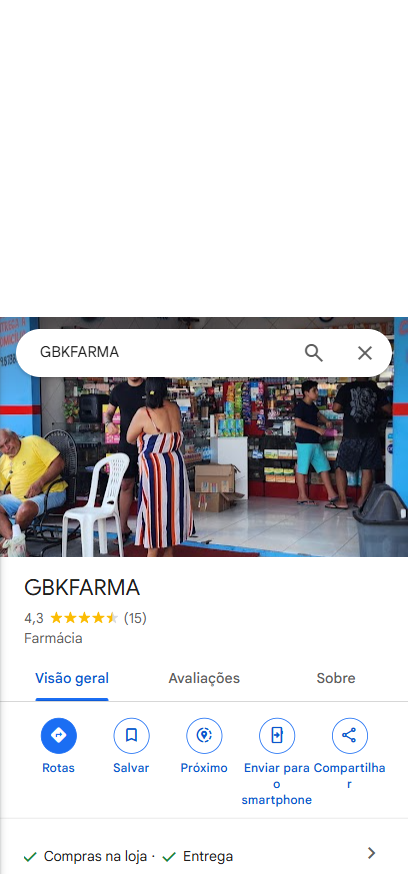 GBKFARMA
GBKFARMA
4,3 (15)
Farmácia
Visão geral
Avaliações
Sobre
Rotas
Salvar
Próximo
Enviar para
o
smartphone
Compartilha
r
Compras na loja · Entrega